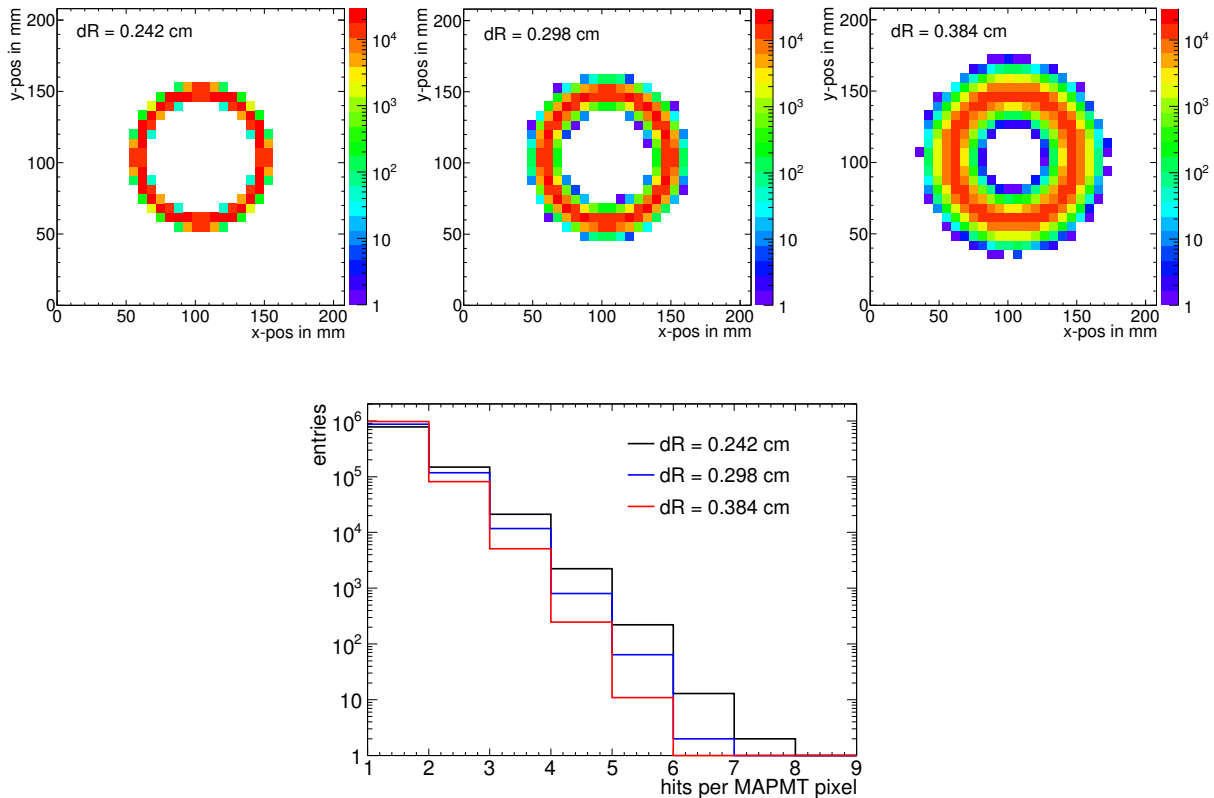 dR = 0.242 cm
y-pos in mm
200
150
100
50
0
0 50 100 150 200
x-pos in mm
10^4
10^3
10^2
10
1
dR = 0.298 cm
y-pos in mm
200
150
100
50
0
0 50 100 150 200
x-pos in mm
10^4
10^3
10^2
10
1
dR = 0.384 cm
y-pos in mm
200
150
100
50
0
0 50 100 150 200
x-pos in mm
10^4
10^3
10^2
10
1
entries
10^6
10^5
10^4
10^3
10^2
10
1
dR = 0.242 cm
dR = 0.298 cm
dR = 0.384 cm
1 2 3 4 5 6 7 8 9
hits per MAPMT pixel